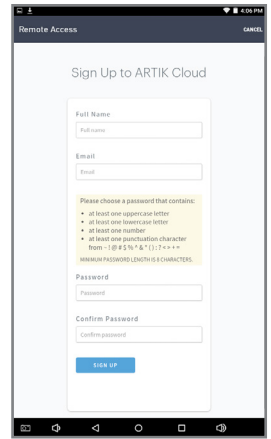 4:06 PM
Remote Access
CANCEL
Sign Up to ARTIK Cloud
Full Name
Full name
Email
Email
Please choose a password that contains:
• at least one uppercase letter
• at least one lowercase letter
• at least one number
• at least one punctuation character
from - ! @ # $ % ^ & * ( ) : ? < = + =
MINIMUM PASSWORD LENGTH IS 8 CHARACTERS.
Password
Password
Confirm Password
Confirm password
SIGN UP